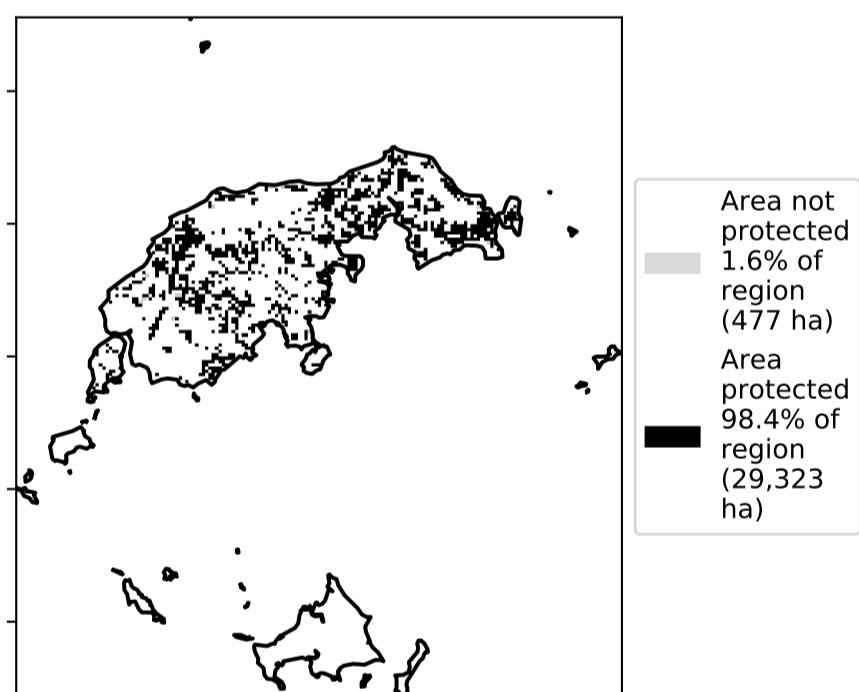 Area not
protected
1.6% of
region
(477 ha)
Area
protected
98.4% of
region
(29,323
ha)